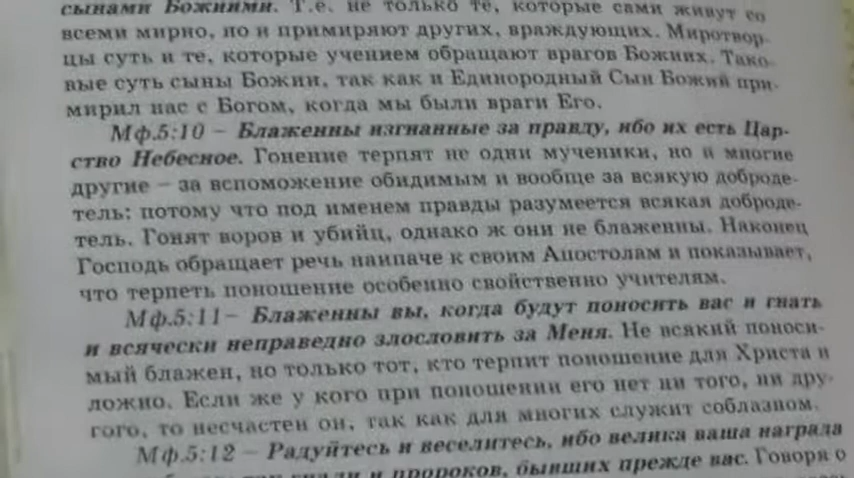 сынами Божиими. Т.е. не только те, которые сами живут со
всеми мирно, но и примиряют других, враждующих. Миротвор-
цы суть и те, которые учением обращают врагов Божиих. Тако-
вые суть сыны Божии, так как и Единородный Сын Божий при-
мирил нас с Богом, когда мы были враги Его.
Мф.5:10 – Блаженны изгнанные за правду, ибо их есть Цар-
ство Небесное. Гонение терпят не одни мученики, но и многие
другие – за вспоможение обидимым и вообще за всякую доброде-
тель: потому что под именем правды разумеется всякая доброде-
тель. Гонят воров и убийц, однако ж они не блаженны. Наконец
Господь обращает речь наипаче к своим Апостолам и показывает,
что терпеть поношение особенно свойственно учителям.
Мф.5:11– Блаженны вы, когда будут поносить вас и гнать
и всячески неправедно злословить за Меня. Не всякий поноси-
мый блажен, но только тот, кто терпит поношение для Христа и
ложно. Если же у кого при поношении его нет ни того, ни дру-
гого, то несчастен он, так как для многих служит соблазном.
Мф.5:12 – Радуйтесь и веселитесь, ибо велика ваша награда
гнали и пророков, бывших прежде вас. Говоря о